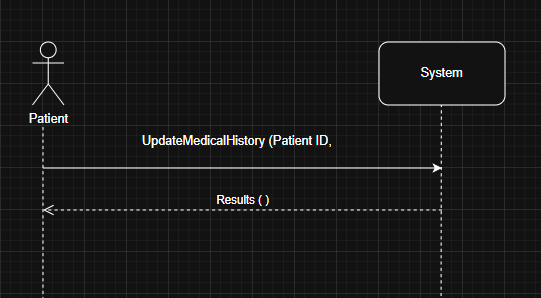 System
Patient
UpdateMedicalHistory (Patient ID,
Results ( )